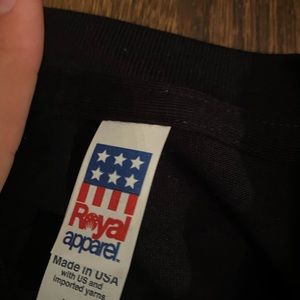 Royal
apparel
Made in USA
with US and
imported yarns